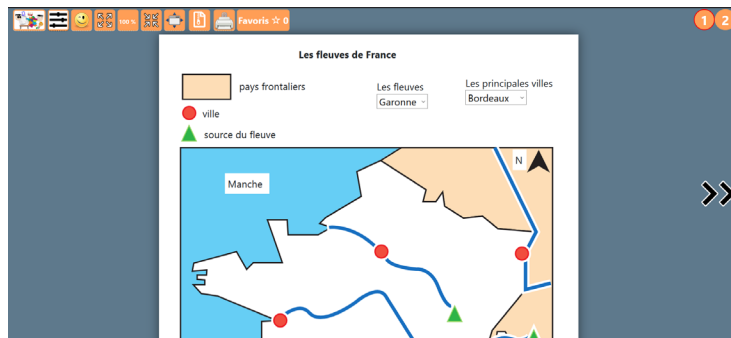 100 %
Favoris ☆ 0
1 2
Les fleuves de France
pays frontaliers
Les fleuves
Les principales villes
Garonne
Bordeaux
ville
source du fleuve
N
Manche